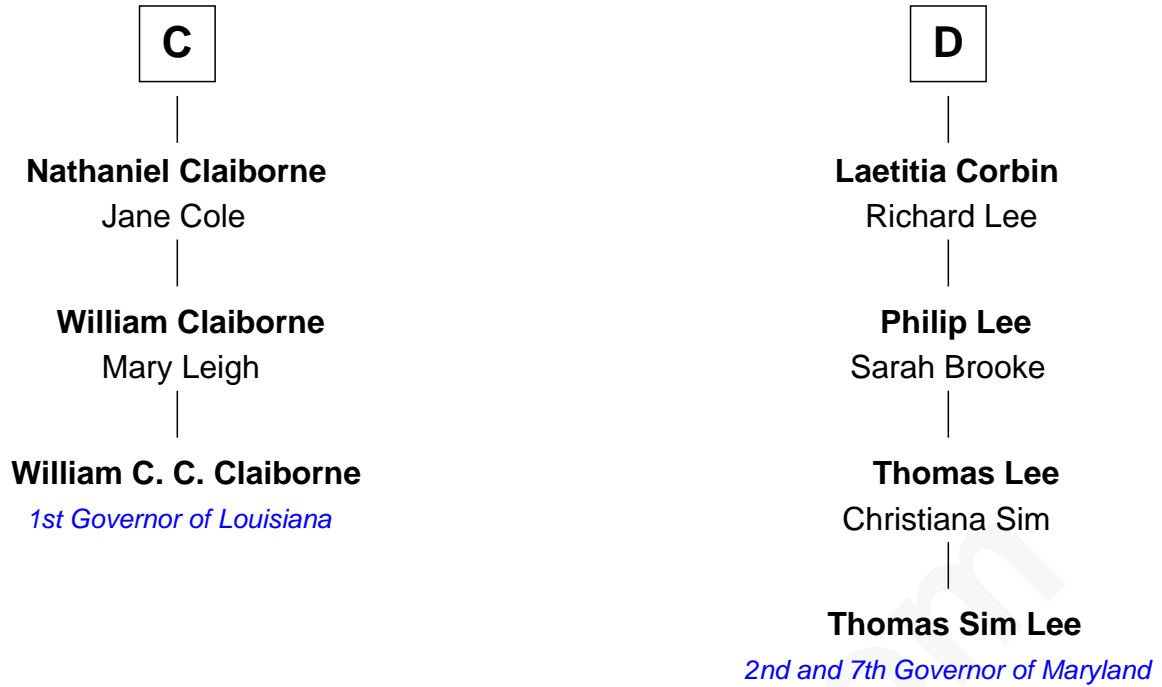 C
Nathaniel Claiborne
Jane Cole
William Claiborne
Mary Leigh
William C. C. Claiborne
1st Governor of Louisiana
D
Laetitia Corbin
Richard Lee
Philip Lee
Sarah Brooke
Thomas Lee
Christiana Sim
Thomas Sim Lee
2nd and 7th Governor of Maryland